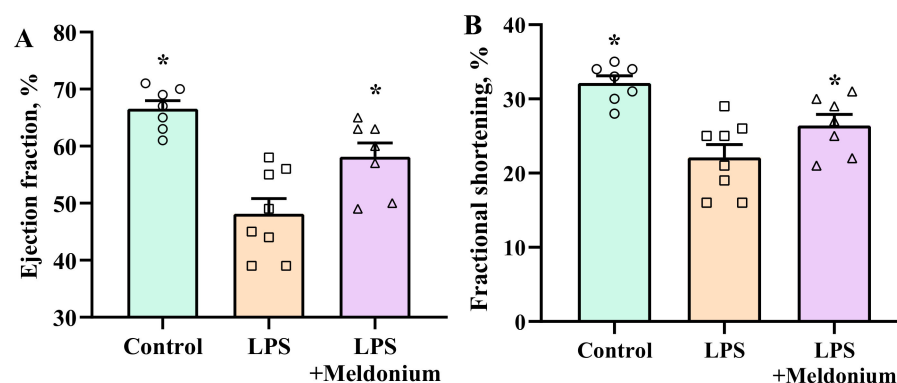 A
Ejection fraction, %
80
70
60
50
40
30
*
*
Control
LPS
LPS
+Meldonium
B
Fractional shortening, %
40
30
20
10
0
*
*
Control
LPS
LPS
+Meldonium